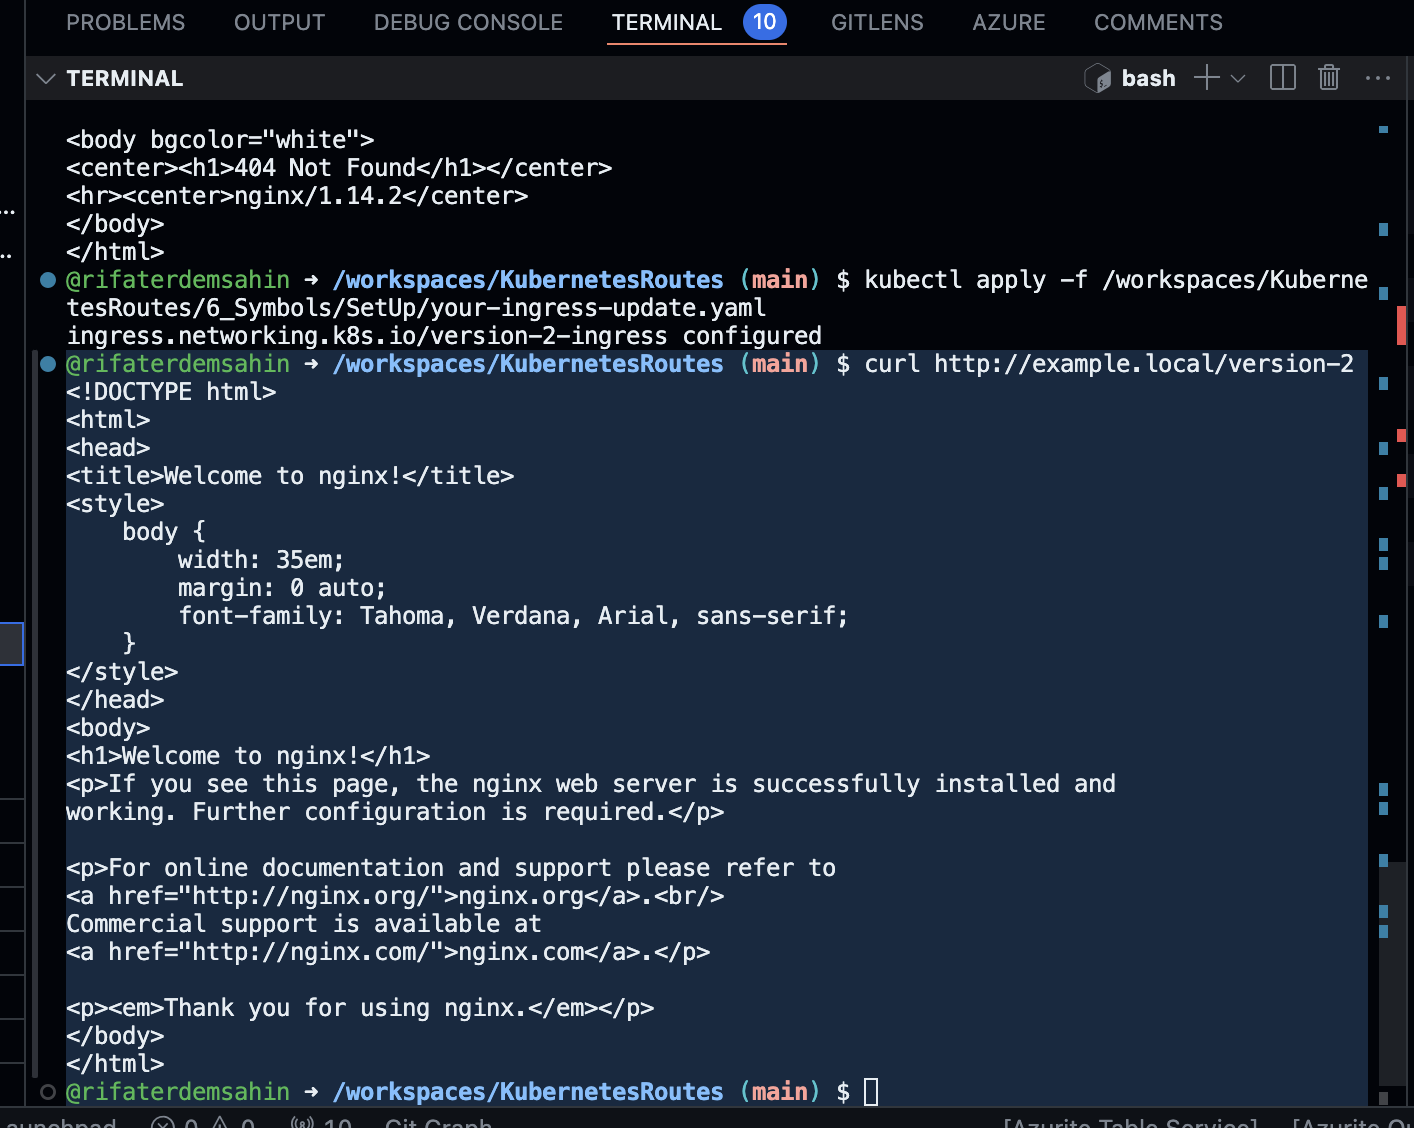 PROBLEMS OUTPUT DEBUG CONSOLE TERMINAL 10 GITLENS AZURE COMMENTS
TERMINAL bash
<body bgcolor="white">
<center><h1>404 Not Found</h1></center>
<hr><center>nginx/1.14.2</center>
</body>
</html>
@rifaterdemsahin → /workspaces/KubernetesRoutes (main) $ kubectl apply -f /workspaces/Kuberne
tesRoutes/6_Symbols/SetUp/your-ingress-update.yaml
ingress.networking.k8s.io/version-2-ingress configured
@rifaterdemsahin → /workspaces/KubernetesRoutes (main) $ curl http://example.local/version-2
<!DOCTYPE html>
<html>
<head>
<title>Welcome to nginx!</title>
<style>
    body {
        width: 35em;
        margin: 0 auto;
        font-family: Tahoma, Verdana, Arial, sans-serif;
    }
</style>
</head>
<body>
<h1>Welcome to nginx!</h1>
<p>If you see this page, the nginx web server is successfully installed and
working. Further configuration is required.</p>

<p>For online documentation and support please refer to
<a href="http://nginx.org/">nginx.org</a>.<br/>
Commercial support is available at
<a href="http://nginx.com/">nginx.com</a>.</p>

<p><em>Thank you for using nginx.</em></p>
</body>
</html>
@rifaterdemsahin → /workspaces/KubernetesRoutes (main) $
0 0 10 Git Graph [Azurite Table Service] [Azurite